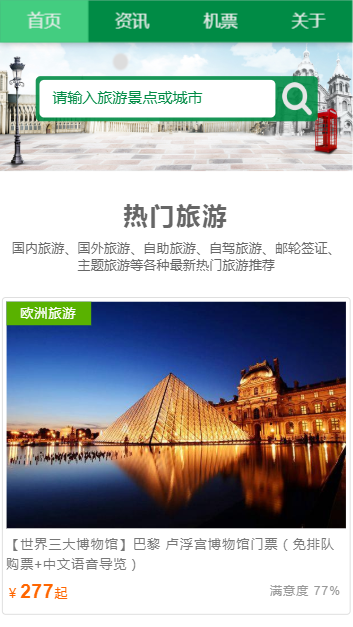 首页 资讯 机票 关于
请输入旅游景点或城市
热门旅游
国内旅游、国外旅游、自助旅游、自驾旅游、邮轮签证、
主题旅游等各种最新热门旅游推荐
欧洲旅游
【世界三大博物馆】巴黎 卢浮宫博物馆门票（免排队
购票+中文语音导览）
¥277起 满意度 77%